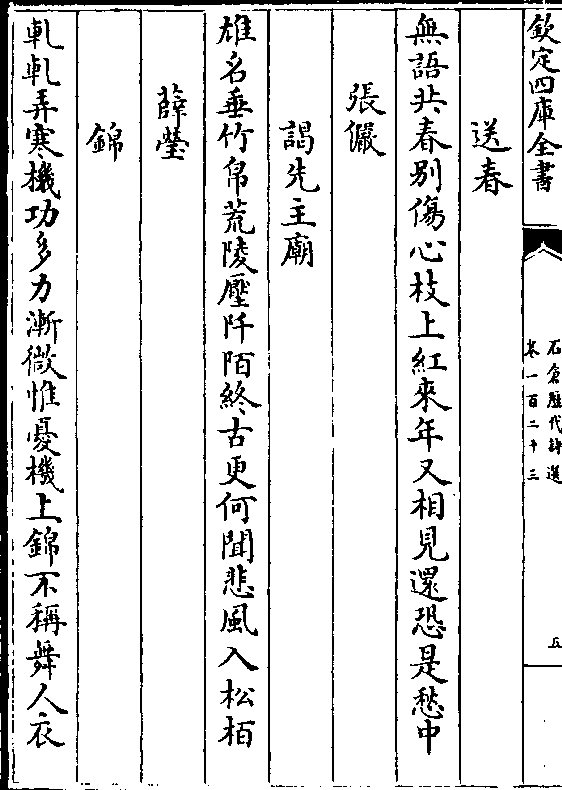 欽定四庫全書
石倉歷代詩選
卷一百二十三
五
送春
無語共春別傷心枝上紅來年又相見還恐是愁中
張儼
謁先主廟
雄名垂竹帛荒陵壓阡陌終古更何聞悲風入松栢
薛瑩
錦
軋軋弄寒機功多力漸微惟憂機上錦不稱舞人衣